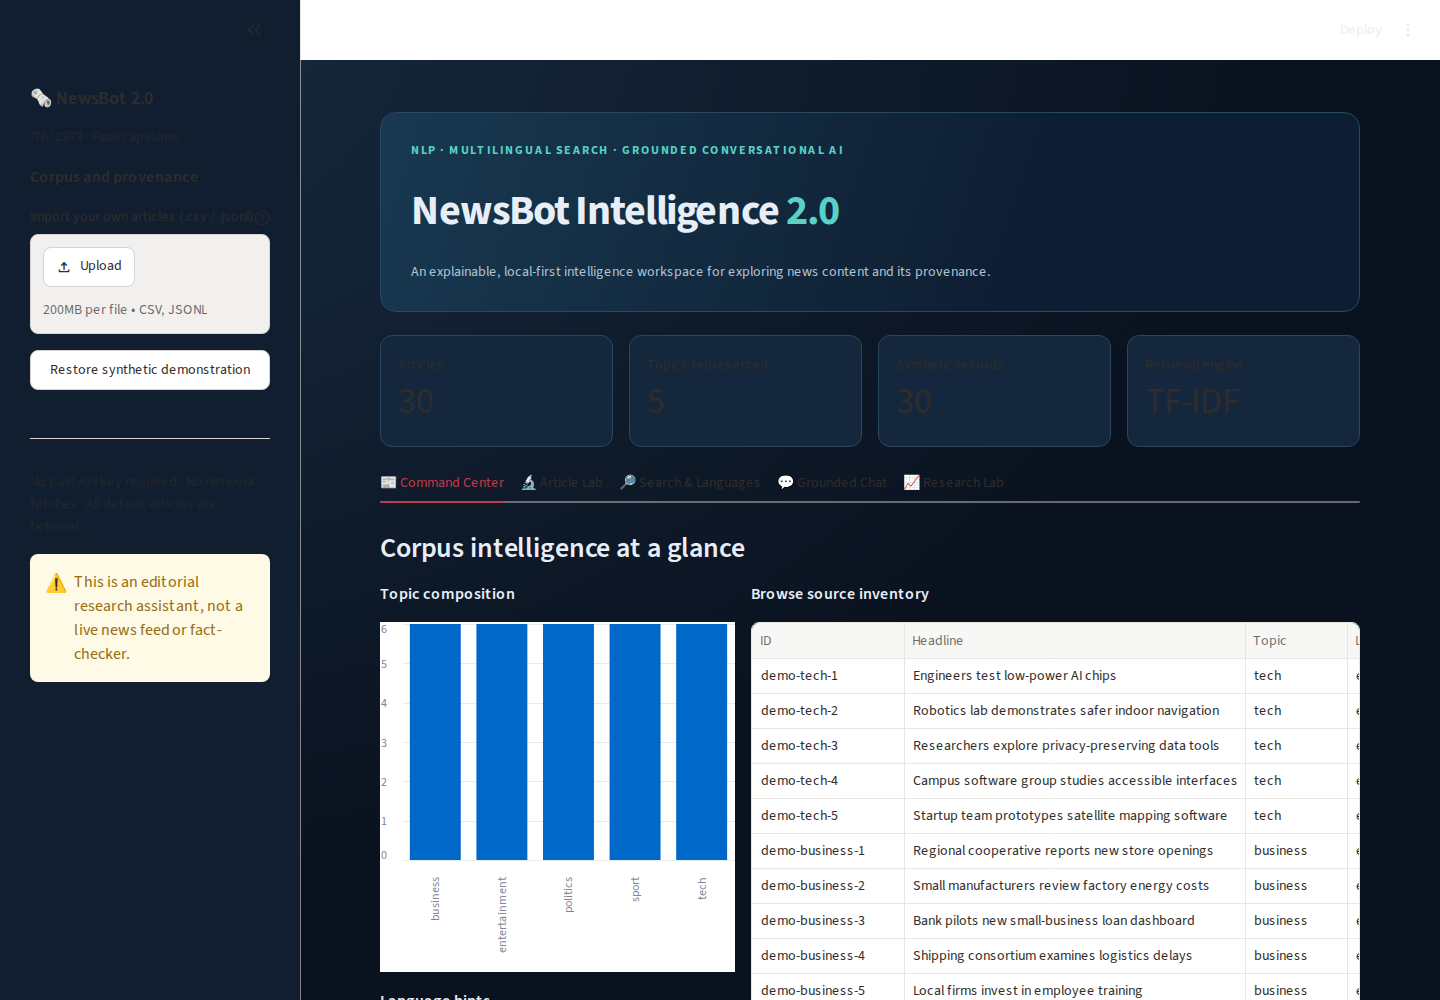 Deploy
NewsBot 2.0
ITAI 2373 · Final capstone
Corpus and provenance
Import your own articles (.csv / .jsonl)
Upload
200MB per file • CSV, JSONL
Restore synthetic demonstration
No paid API key required · No network
fetches · All default articles are
fictional
This is an editorial
research assistant, not a
live news feed or fact-
checker.
NLP · MULTILINGUAL SEARCH · GROUNDED CONVERSATIONAL AI
NewsBot Intelligence 2.0
An explainable, local-first intelligence workspace for exploring news content and its provenance.
Articles
30
Topics represented
5
Synthetic records
30
Retrieval engine
TF-IDF
Command Center Article Lab Search & Languages Grounded Chat Research Lab
Corpus intelligence at a glance
Topic composition
6
5
4
3
2
1
0
business
entertainment
politics
sport
tech
Language hints
Browse source inventory
ID Headline Topic
demo-tech-1 Engineers test low-power AI chips tech
demo-tech-2 Robotics lab demonstrates safer indoor navigation tech
demo-tech-3 Researchers explore privacy-preserving data tools tech
demo-tech-4 Campus software group studies accessible interfaces tech
demo-tech-5 Startup team prototypes satellite mapping software tech
demo-business-1 Regional cooperative reports new store openings business
demo-business-2 Small manufacturers review factory energy costs business
demo-business-3 Bank pilots new small-business loan dashboard business
demo-business-4 Shipping consortium examines logistics delays business
demo-business-5 Local firms invest in employee training business